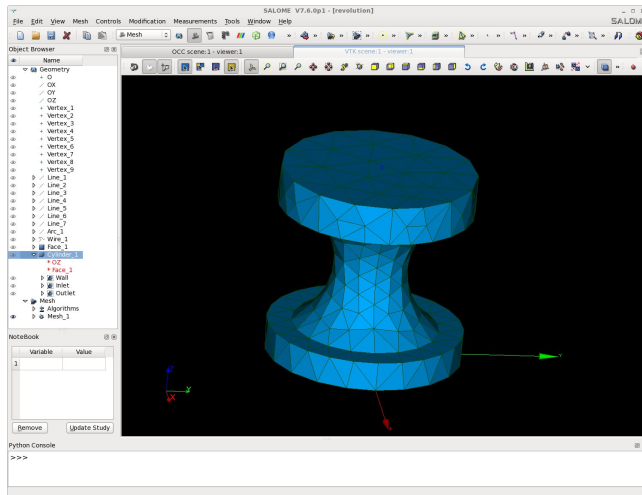 SALOME V7.6.0p1 - [revolution]
File Edit View Mesh Controls Modification Measurements Tools Window Help
SALOM
Mesh
Object Browser
OCC scene:1 - viewer:1
VTK scene:1 - viewer:1
Name
Geometry
O
OX
OY
OZ
Vertex_1
Vertex_2
Vertex_3
Vertex_4
Vertex_5
Vertex_6
Vertex_7
Vertex_8
Vertex_9
Line_1
Line_2
Line_3
Line_4
Line_5
Line_6
Line_7
Arc_1
Wire_1
Face_1
Cylinder_1
* OZ
* Face_1
Wall
Inlet
Outlet
Mesh
Algorithms
Mesh_1
NoteBook
Variable Value
1
Remove Update Study
Y
X
Y
Python Console
>>>